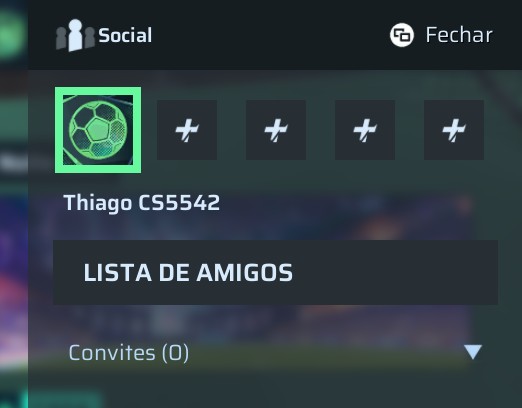 Social
Fechar
Thiago CS5542
LISTA DE AMIGOS
Convites (0)